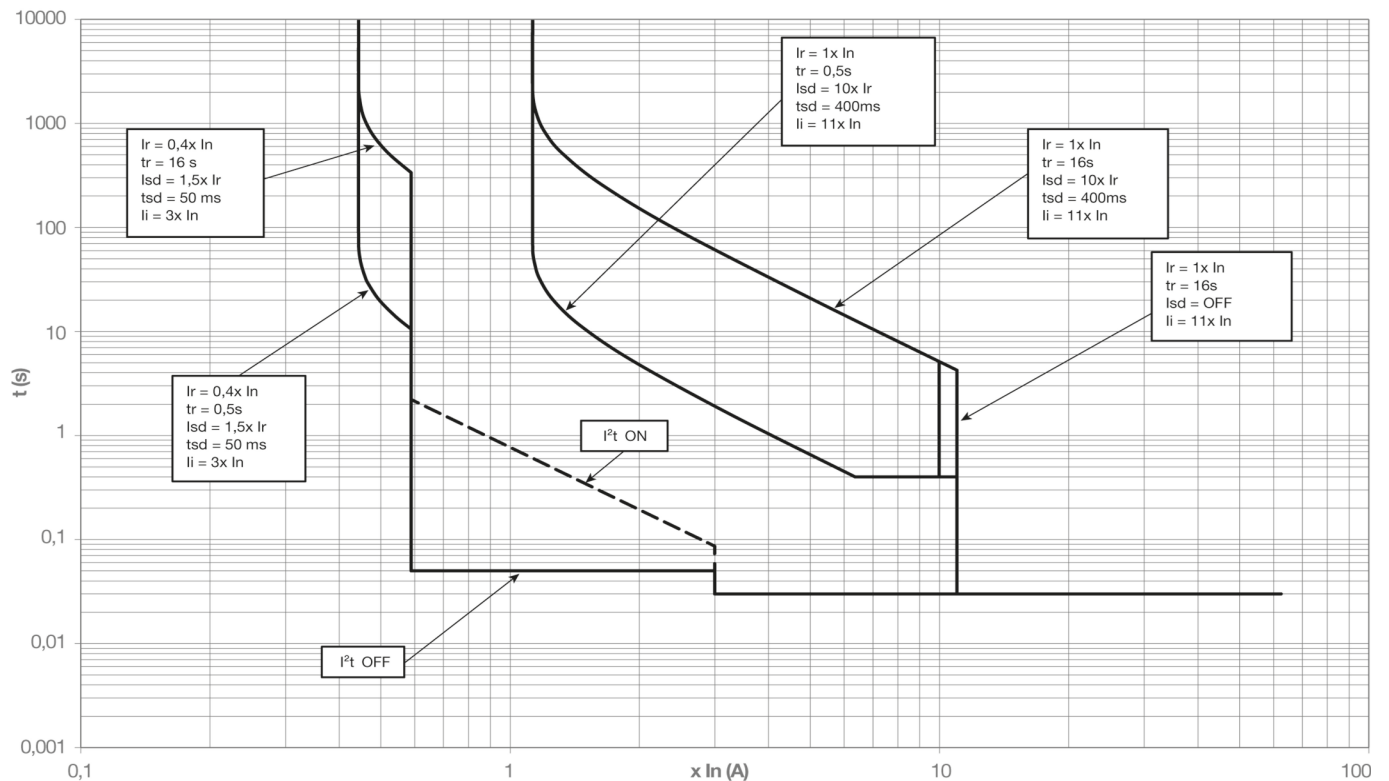 10000
1000
100
10
1
0,1
0,01
0,001
t (s)
0,1
1
10
100
x In (A)
Ir = 0,4x In
tr = 16 s
Isd = 1,5x Ir
tsd = 50 ms
Ii = 3x In
Ir = 1x In
tr = 0,5s
Isd = 10x Ir
tsd = 400ms
Ii = 11x In
Ir = 1x In
tr = 16s
Isd = 10x Ir
tsd = 400ms
Ii = 11x In
Ir = 1x In
tr = 16s
Isd = OFF
Ii = 11x In
Ir = 0,4x In
tr = 0,5s
Isd = 1,5x Ir
tsd = 50 ms
Ii = 3x In
I²t ON
I²t OFF